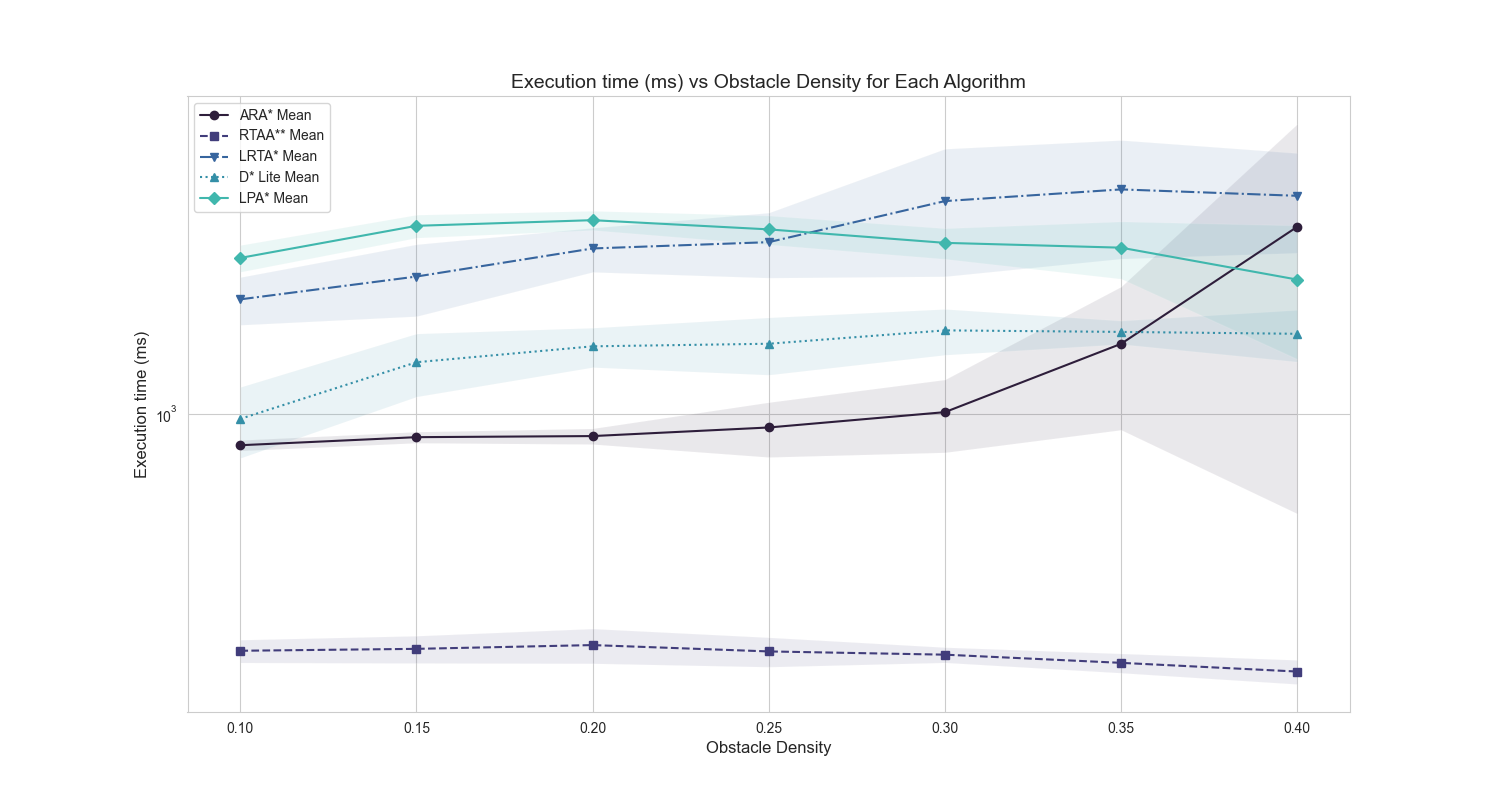 Execution time (ms) vs Obstacle Density for Each Algorithm
ARA* Mean
RTAA** Mean
LRTA* Mean
D* Lite Mean
LPA* Mean
Execution time (ms)
10³
0.10 0.15 0.20 0.25 0.30 0.35 0.40
Obstacle Density